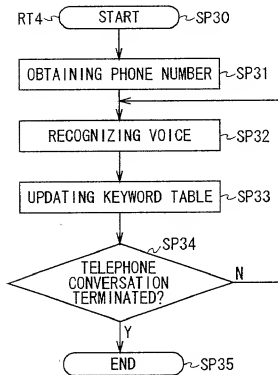 RT4 START SP30
OBTAINING PHONE NUMBER SP31
RECOGNIZING VOICE SP32
UPDATING KEYWORD TABLE SP33
SP34
TELEPHONE
CONVERSATION
TERMINATED?
N
Y
END SP35